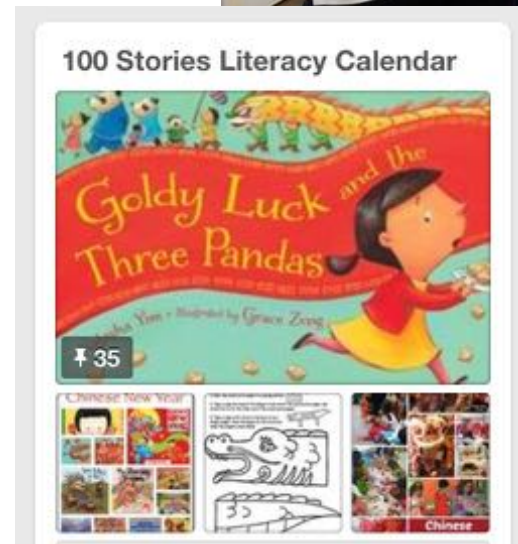 100 Stories Literacy Calendar
Goldy Luck and the
Three Pandas
Yim • Illustrated by Grace Zong
35
Chinese New Year
Chinese